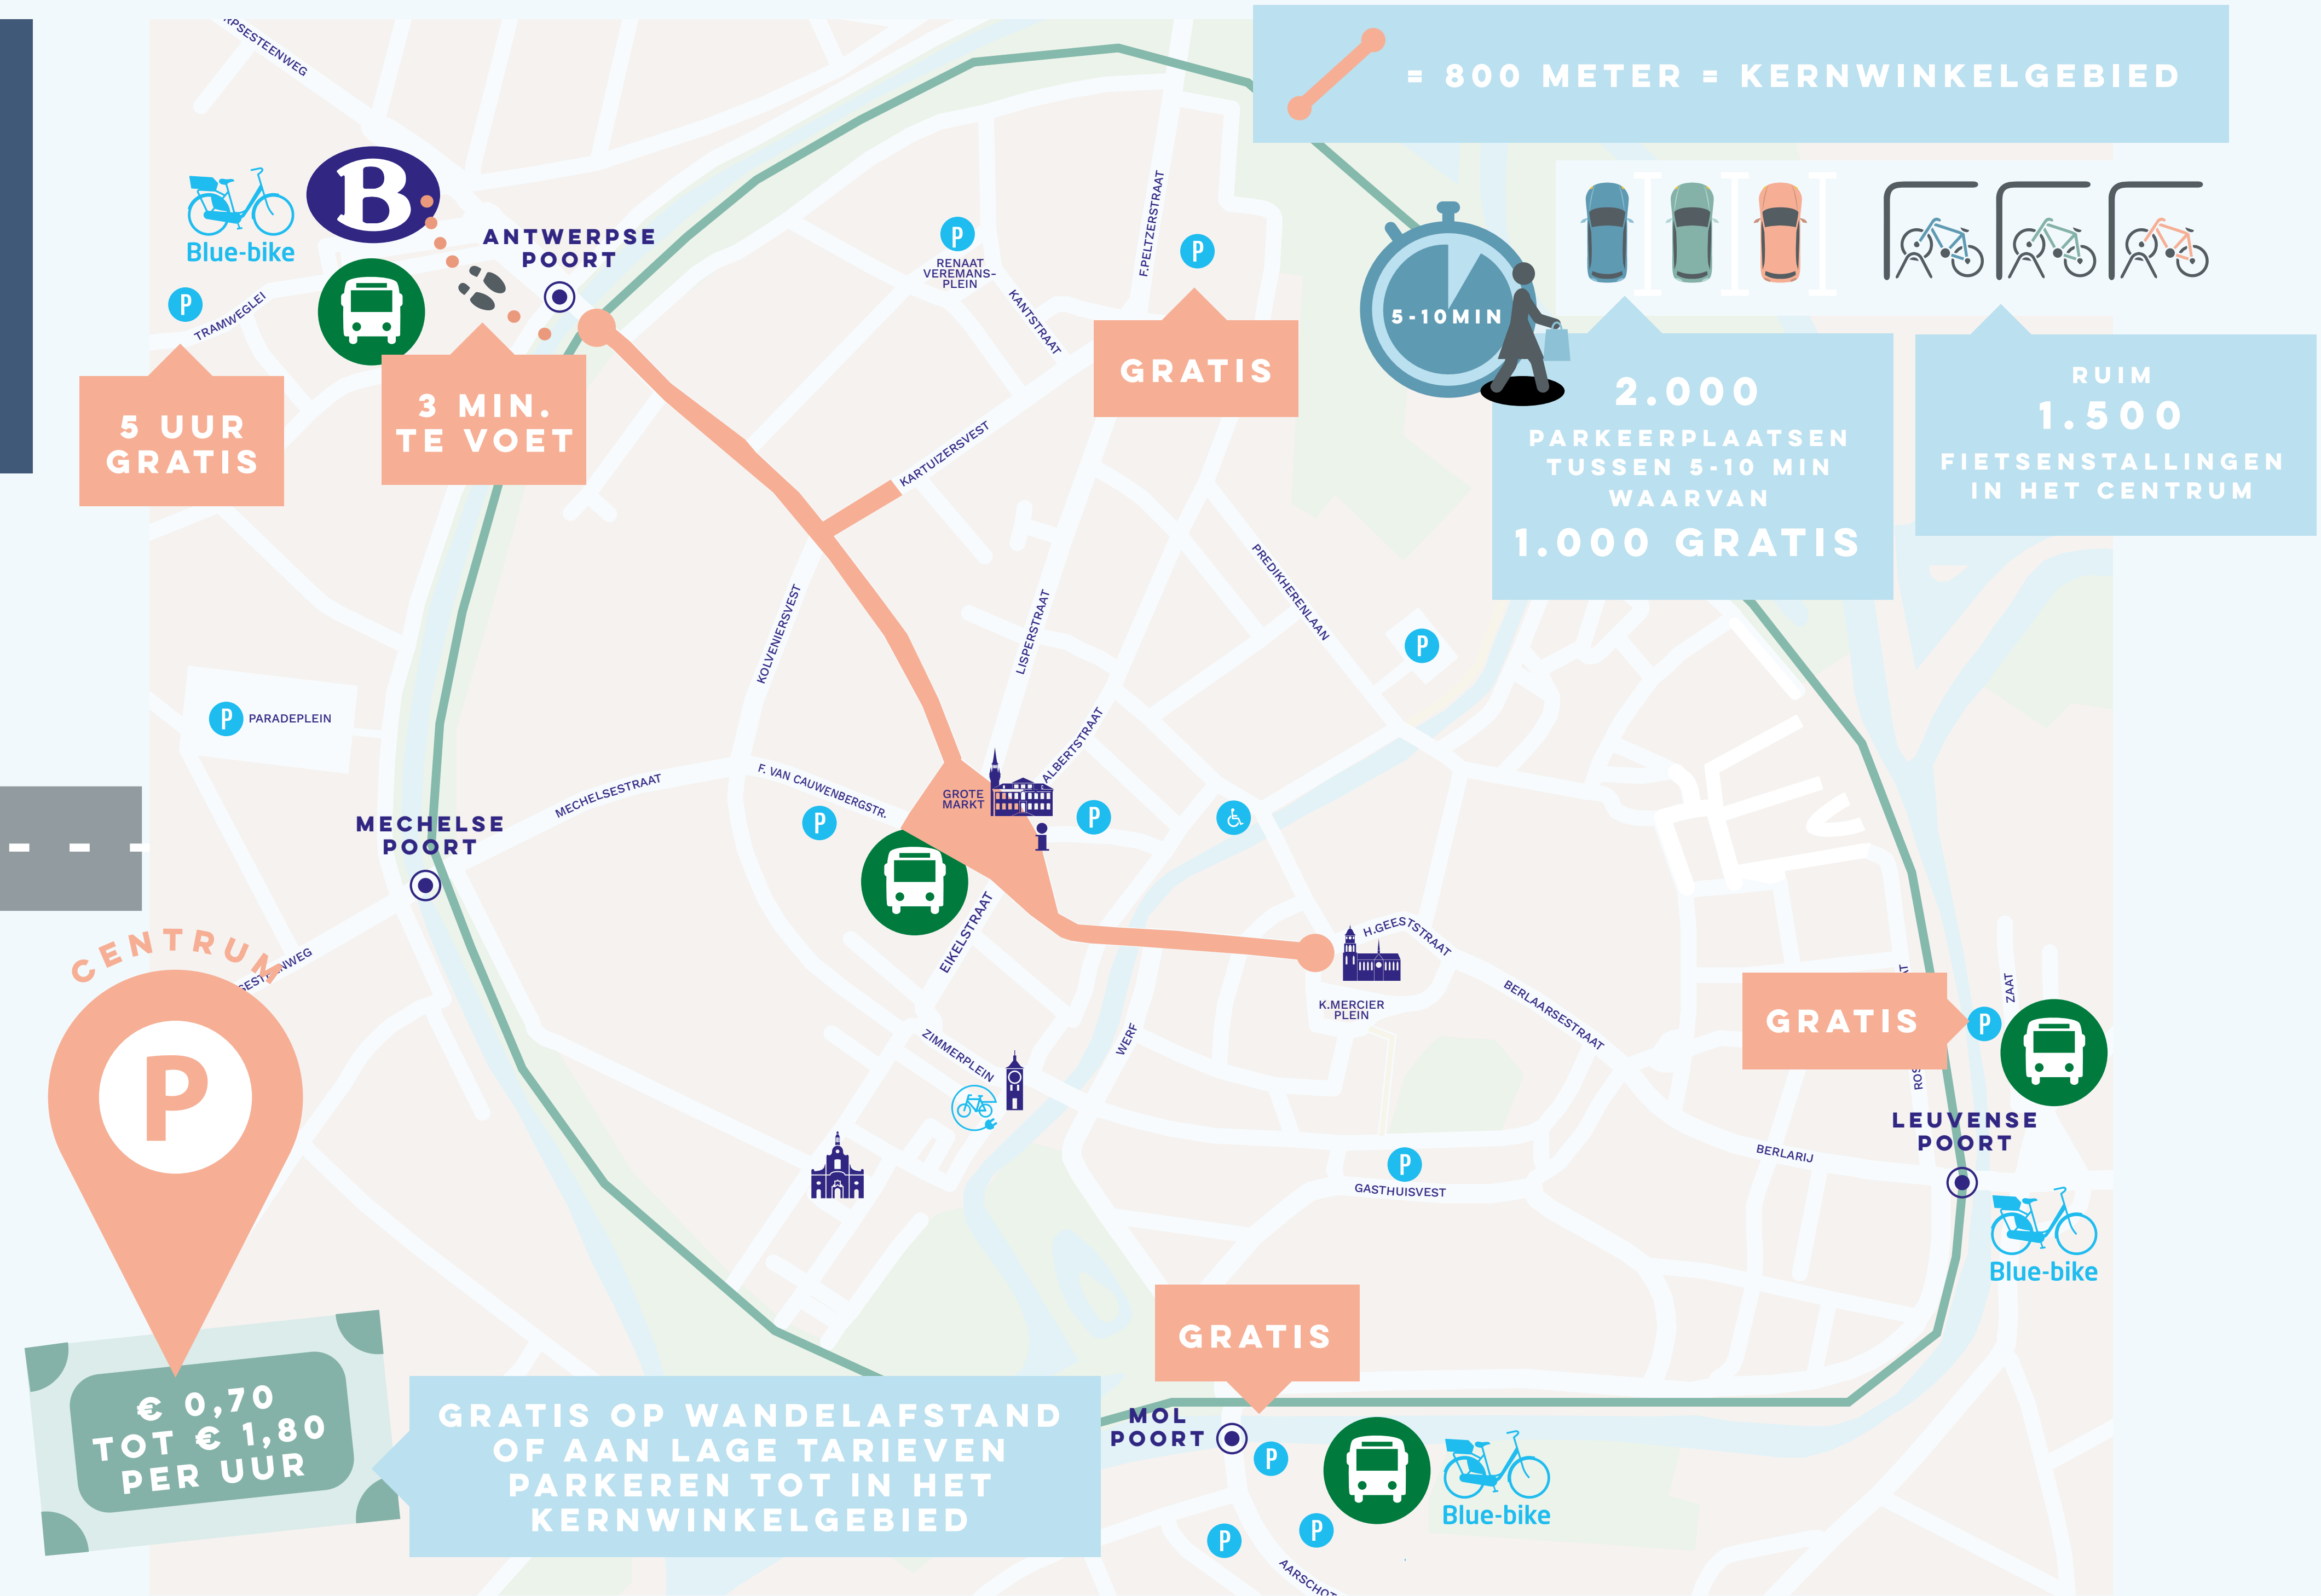 = 800 METER = KERNWINKELGEBIED
RPSESTEENWEG
B
Blue-bike
ANTWERPSE
POORT
P
TRAMWEGLEI
5 UUR
GRATIS
3 MIN.
TE VOET
P
RENAAT
VEREMANS-
PLEIN
KANTSTRAAT
F.PELTZERSTRAAT
P
GRATIS
5-10MIN
2.000
PARKEERPLAATSEN
TUSSEN 5-10 MIN
WAARVAN
1.000 GRATIS
RUIM
1.500
FIETSENSTALLINGEN
IN HET CENTRUM
KARTUIZERSVEST
KOLVENIERSVEST
LISPERSTRAAT
PREDIKHERENLAAN
P
P PARADEPLEIN
MECHELSE
POORT
MECHELSESTRAAT
F. VAN CAUWENBERGSTR.
P
GROTE
MARKT
ALBERTSTRAAT
P
EIKELSTRAAT
ZIMMERPLEIN
WERF
K.MERCIER
PLEIN
H.GEESTSTRAAT
BERLAARSESTRAAT
GRATIS
P
ZAAT
ROS
LEUVENSE
POORT
BERLARIJ
Blue-bike
P
GASTHUISVEST
CENTRUM
P
€ 0,70
TOT € 1,80
PER UUR
GRATIS OP WANDELAFSTAND
OF AAN LAGE TARIEVEN
PARKEREN TOT IN HET
KERNWINKELGEBIED
GRATIS
MOL
POORT
P
Blue-bike
P
P
AARSCHOT